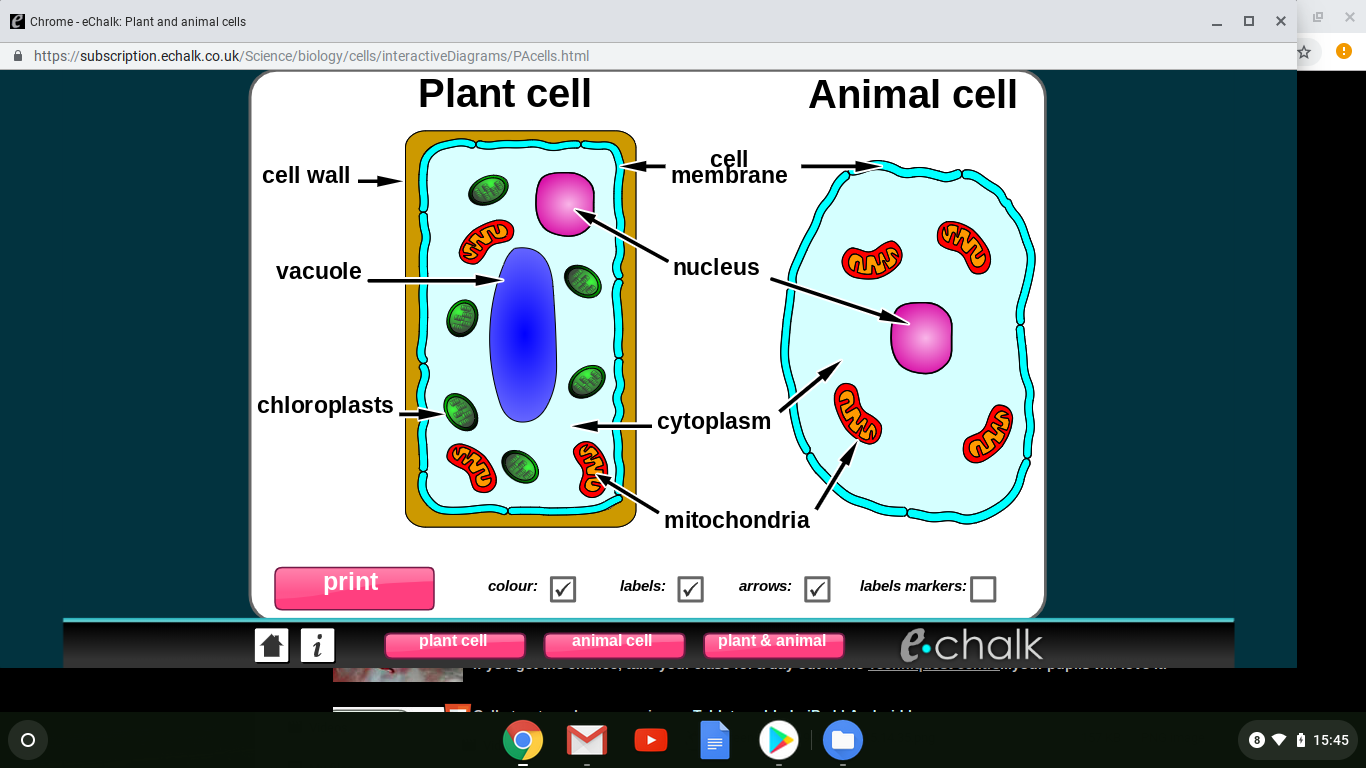 Chrome - eChalk: Plant and animal cells
https://subscription.echalk.co.uk/Science/biology/cells/interactiveDiagrams/PAcells.html
Plant cell
Animal cell
cell wall
cell
membrane
vacuole
nucleus
chloroplasts
cytoplasm
mitochondria
print
colour:
labels:
arrows:
labels markers:
i
plant cell
animal cell
plant & animal
e-chalk
8
15:45